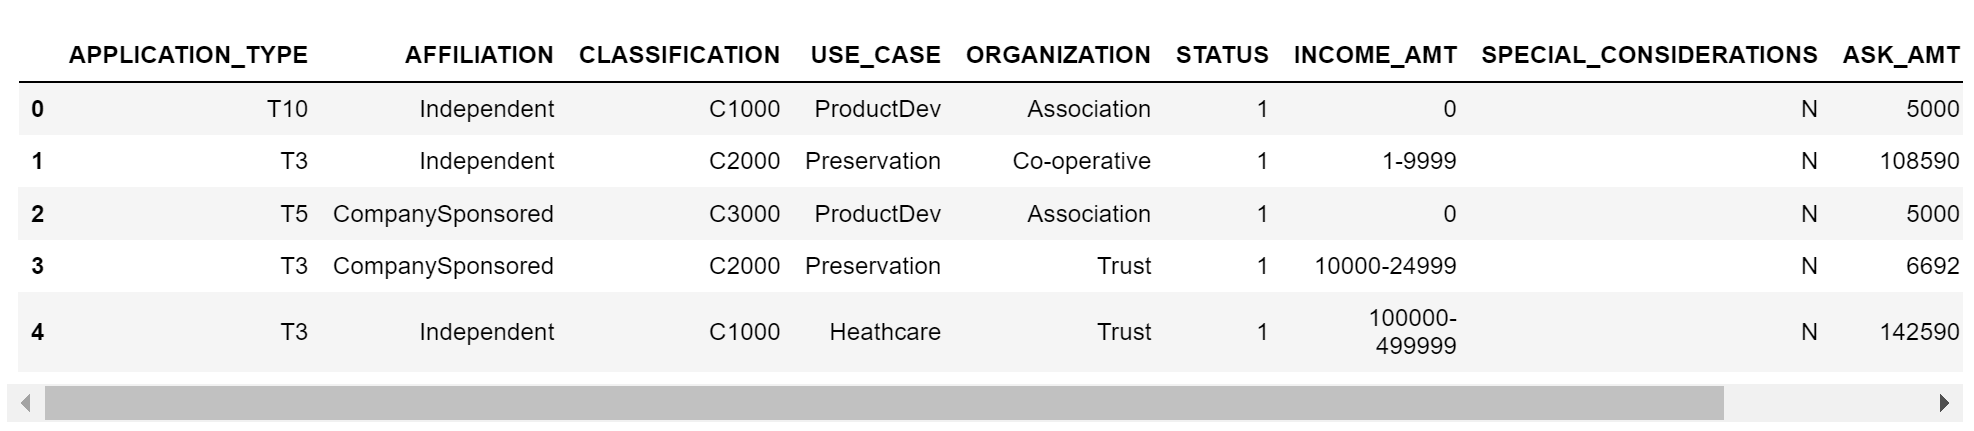 APPLICATION_TYPE AFFILIATION CLASSIFICATION USE_CASE ORGANIZATION STATUS INCOME_AMT SPECIAL_CONSIDERATIONS ASK_AMT
0 T10 Independent C1000 ProductDev Association 1 0 N 5000
1 T3 Independent C2000 Preservation Co-operative 1 1-9999 N 108590
2 T5 CompanySponsored C3000 ProductDev Association 1 0 N 5000
3 T3 CompanySponsored C2000 Preservation Trust 1 10000-24999 N 6692
4 T3 Independent C1000 Heathcare Trust 1 100000-
499999 N 142590